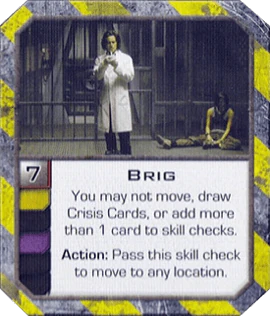 7
BRIG
You may not move, draw
Crisis Cards, or add more
than 1 card to skill checks.
Action: Pass this skill check
to move to any location.